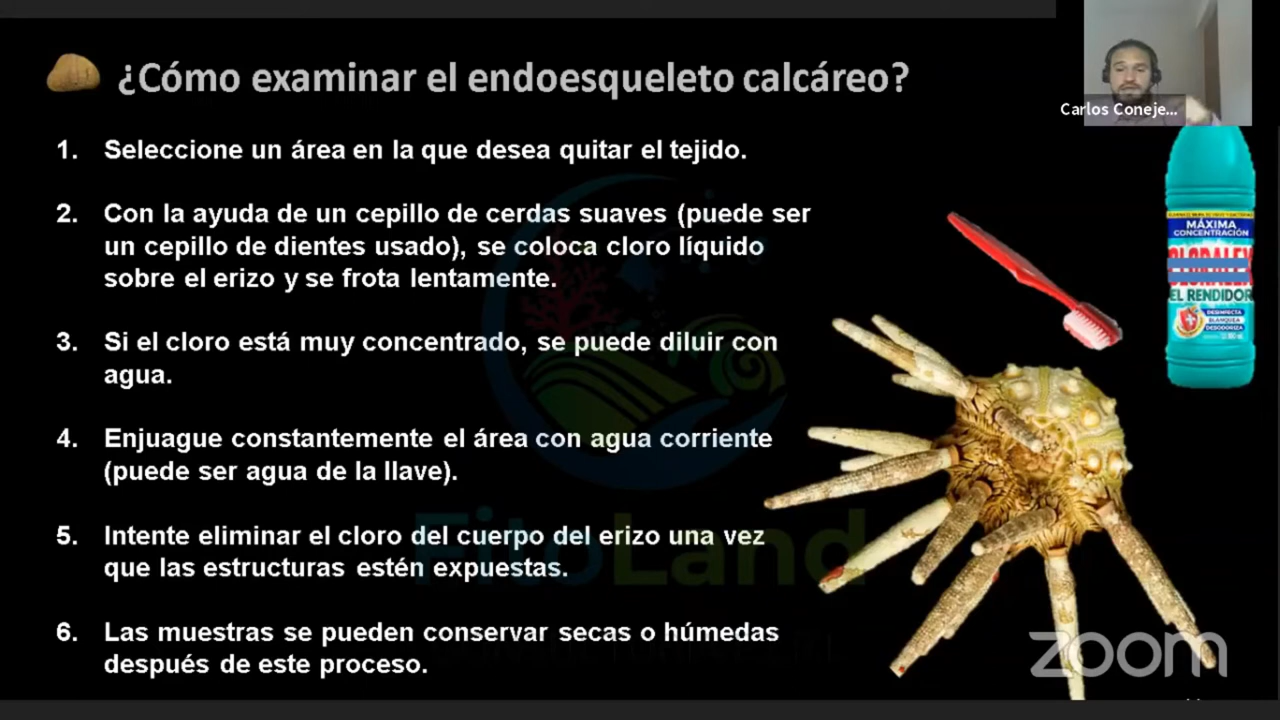 ¿Cómo examinar el endoesqueleto calcáreo?
Carlos Coneje...
1. Seleccione un área en la que desea quitar el tejido.
2. Con la ayuda de un cepillo de cerdas suaves (puede ser
un cepillo de dientes usado), se coloca cloro líquido
sobre el erizo y se frota lentamente.
3. Si el cloro está muy concentrado, se puede diluir con
agua.
4. Enjuague constantemente el área con agua corriente
(puede ser agua de la llave).
5. Intente eliminar el cloro del cuerpo del erizo una vez
que las estructuras estén expuestas.
6. Las muestras se pueden conservar secas o húmedas
después de este proceso.
MÁXIMA
CONCENTRACIÓN
CLORALEX
EL RENDIDOR
DESINFECTA
BLANQUEA
DESODORIZA
FitoLand
zoom